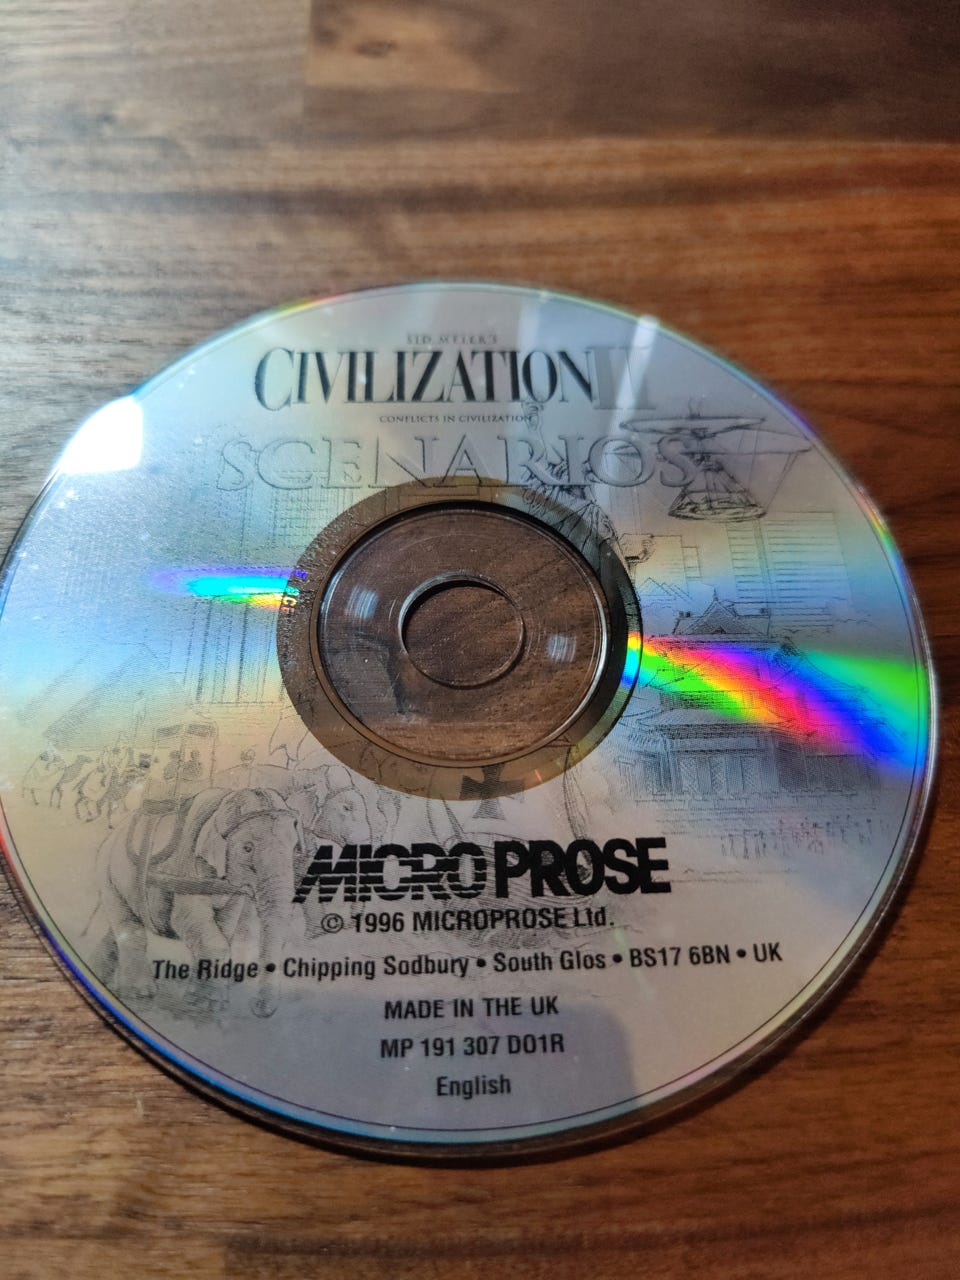 SID MEIER'S
CIVILIZATION II
CONFLICTS IN CIVILIZATION
SCENARIOS
MICROPROSE
© 1996 MICROPROSE Ltd.
The Ridge • Chipping Sodbury • South Glos • BS17 6BN • UK
MADE IN THE UK
MP 191 307 D01R
English